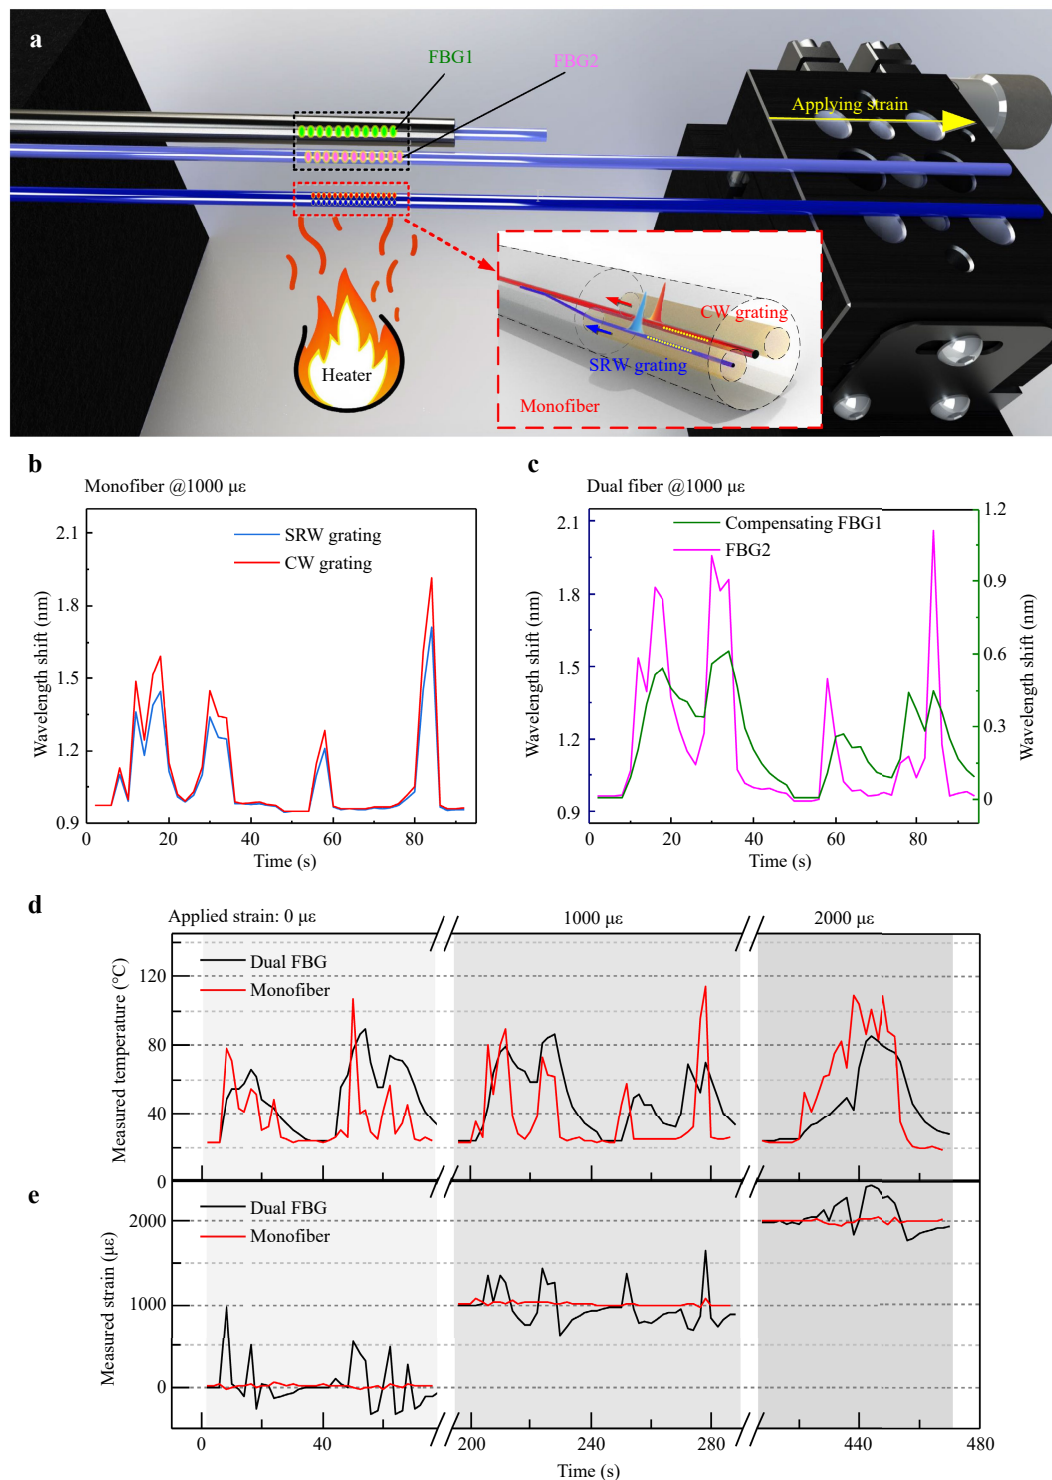 a
FBG1
FBG2
Applying strain
CW grating
SRW grating
Monofiber
Heater
b
Monofiber @1000 με
SRW grating
CW grating
Wavelength shift (nm)
2.1
1.8
1.5
1.2
0.9
0
20
40
60
80
Time (s)
c
Dual fiber @1000 με
Compensating FBG1
FBG2
Wavelength shift (nm)
2.1
1.8
1.5
1.2
0.9
1.2
0.9
0.6
0.3
0
Wavelength shift (nm)
0
20
40
60
80
Time (s)
d
Applied strain: 0 με
1000 με
2000 με
Dual FBG
Monofiber
Measured temperature (°C)
120
80
40
0
e
Dual FBG
Monofiber
Measured strain (με)
2000
1000
0
0
40
200
240
280
440
480
Time (s)